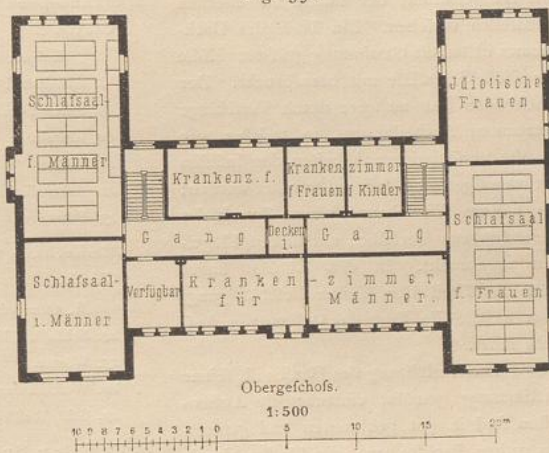 Jdiotische
Frauen
Schlafsaal
f. Männer
Krankenz. f.
Kranken
f Frauen
zimmer
f Kinder
Gang
Decken
1.
Gang
Schlafsaal
f. Frauen
Schlafsaal-
1. Männer
Verfügbar
Kranken
für
-zimmer
Männer.
Obergeſchoſs.
1:500
10 9 8 7 6 5 4 3 2 1 0 5 10 15 20m